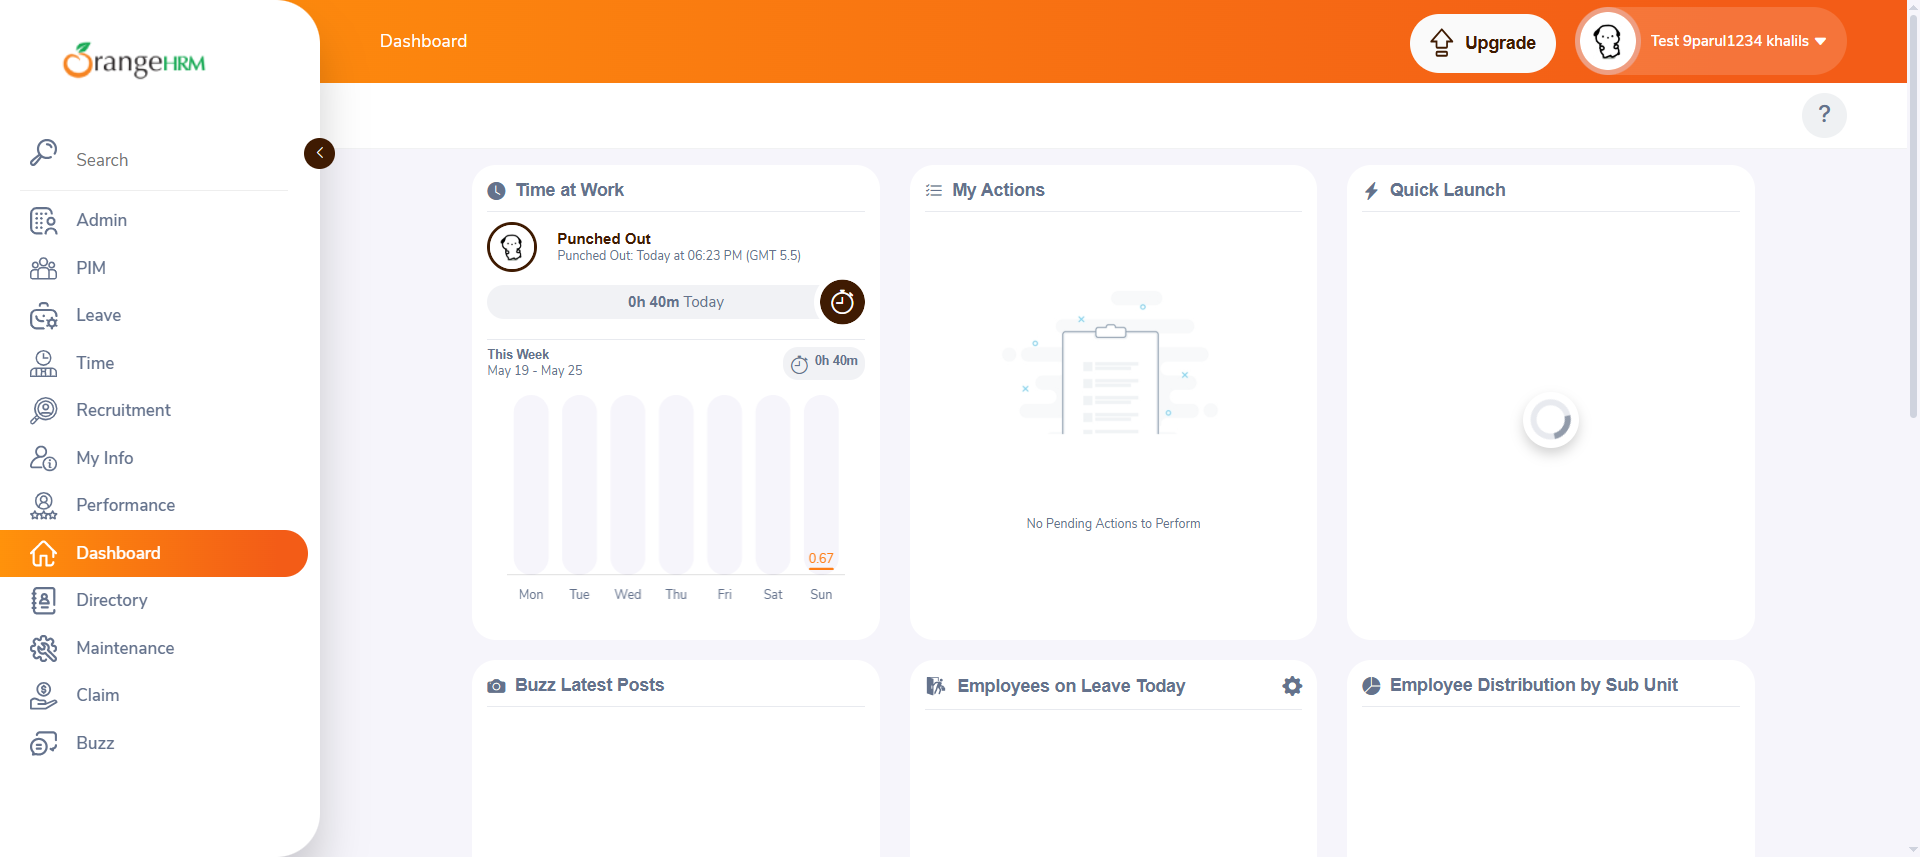 OrangeHRM
Dashboard
Upgrade
Test 9parul1234 khalils
?
Search
Admin
PIM
Leave
Time
Recruitment
My Info
Performance
Dashboard
Directory
Maintenance
Claim
Buzz
Time at Work
Punched Out
Punched Out: Today at 06:23 PM (GMT 5.5)
0h 40m Today
This Week
May 19 - May 25
0h 40m
0.67
Mon Tue Wed Thu Fri Sat Sun
My Actions
No Pending Actions to Perform
Quick Launch
Buzz Latest Posts
Employees on Leave Today
Employee Distribution by Sub Unit